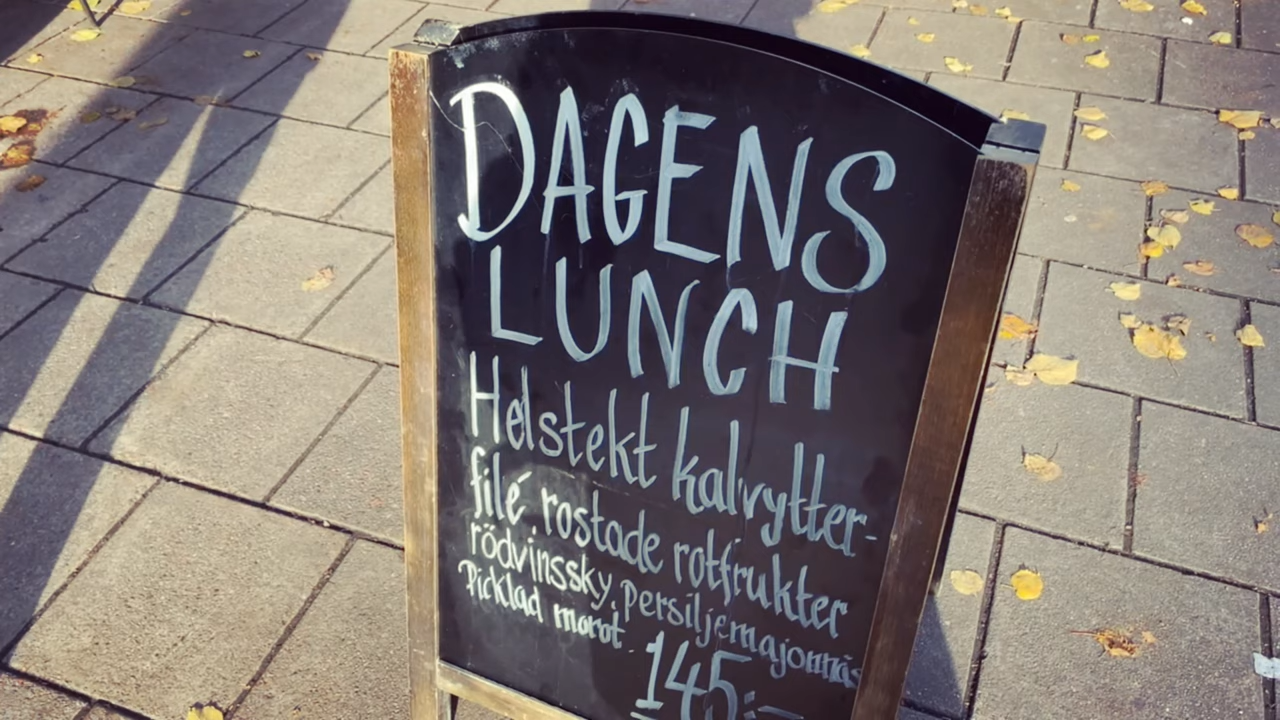 DAGENS
LUNCH
Helstekt kalvytter-
filé rostade rotfrukter
rödvinssky, Persiljemajonnäs
Picklad morot.
145:-